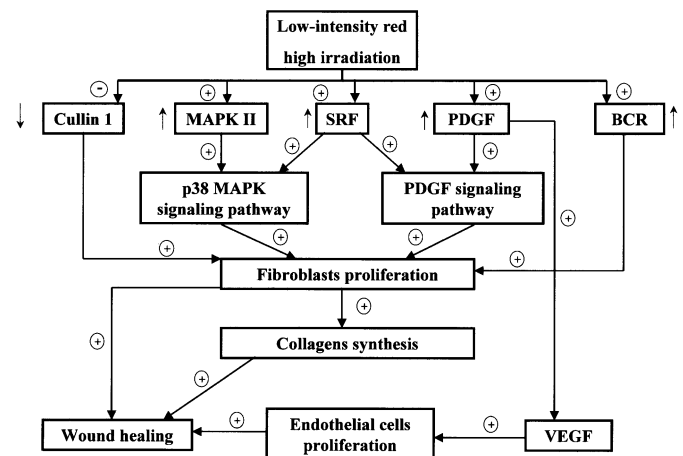 Low-intensity red
high irradiation
-
+
+
+
+
↓
Cullin 1
↑
MAPK II
↑
SRF
↑
PDGF
BCR
↑
+
+
+
+
p38 MAPK
signaling pathway
PDGF signaling
pathway
+
+
+
+
+
Fibroblasts proliferation
+
+
Collagens synthesis
+
Wound healing
+
Endothelial cells
proliferation
+
VEGF